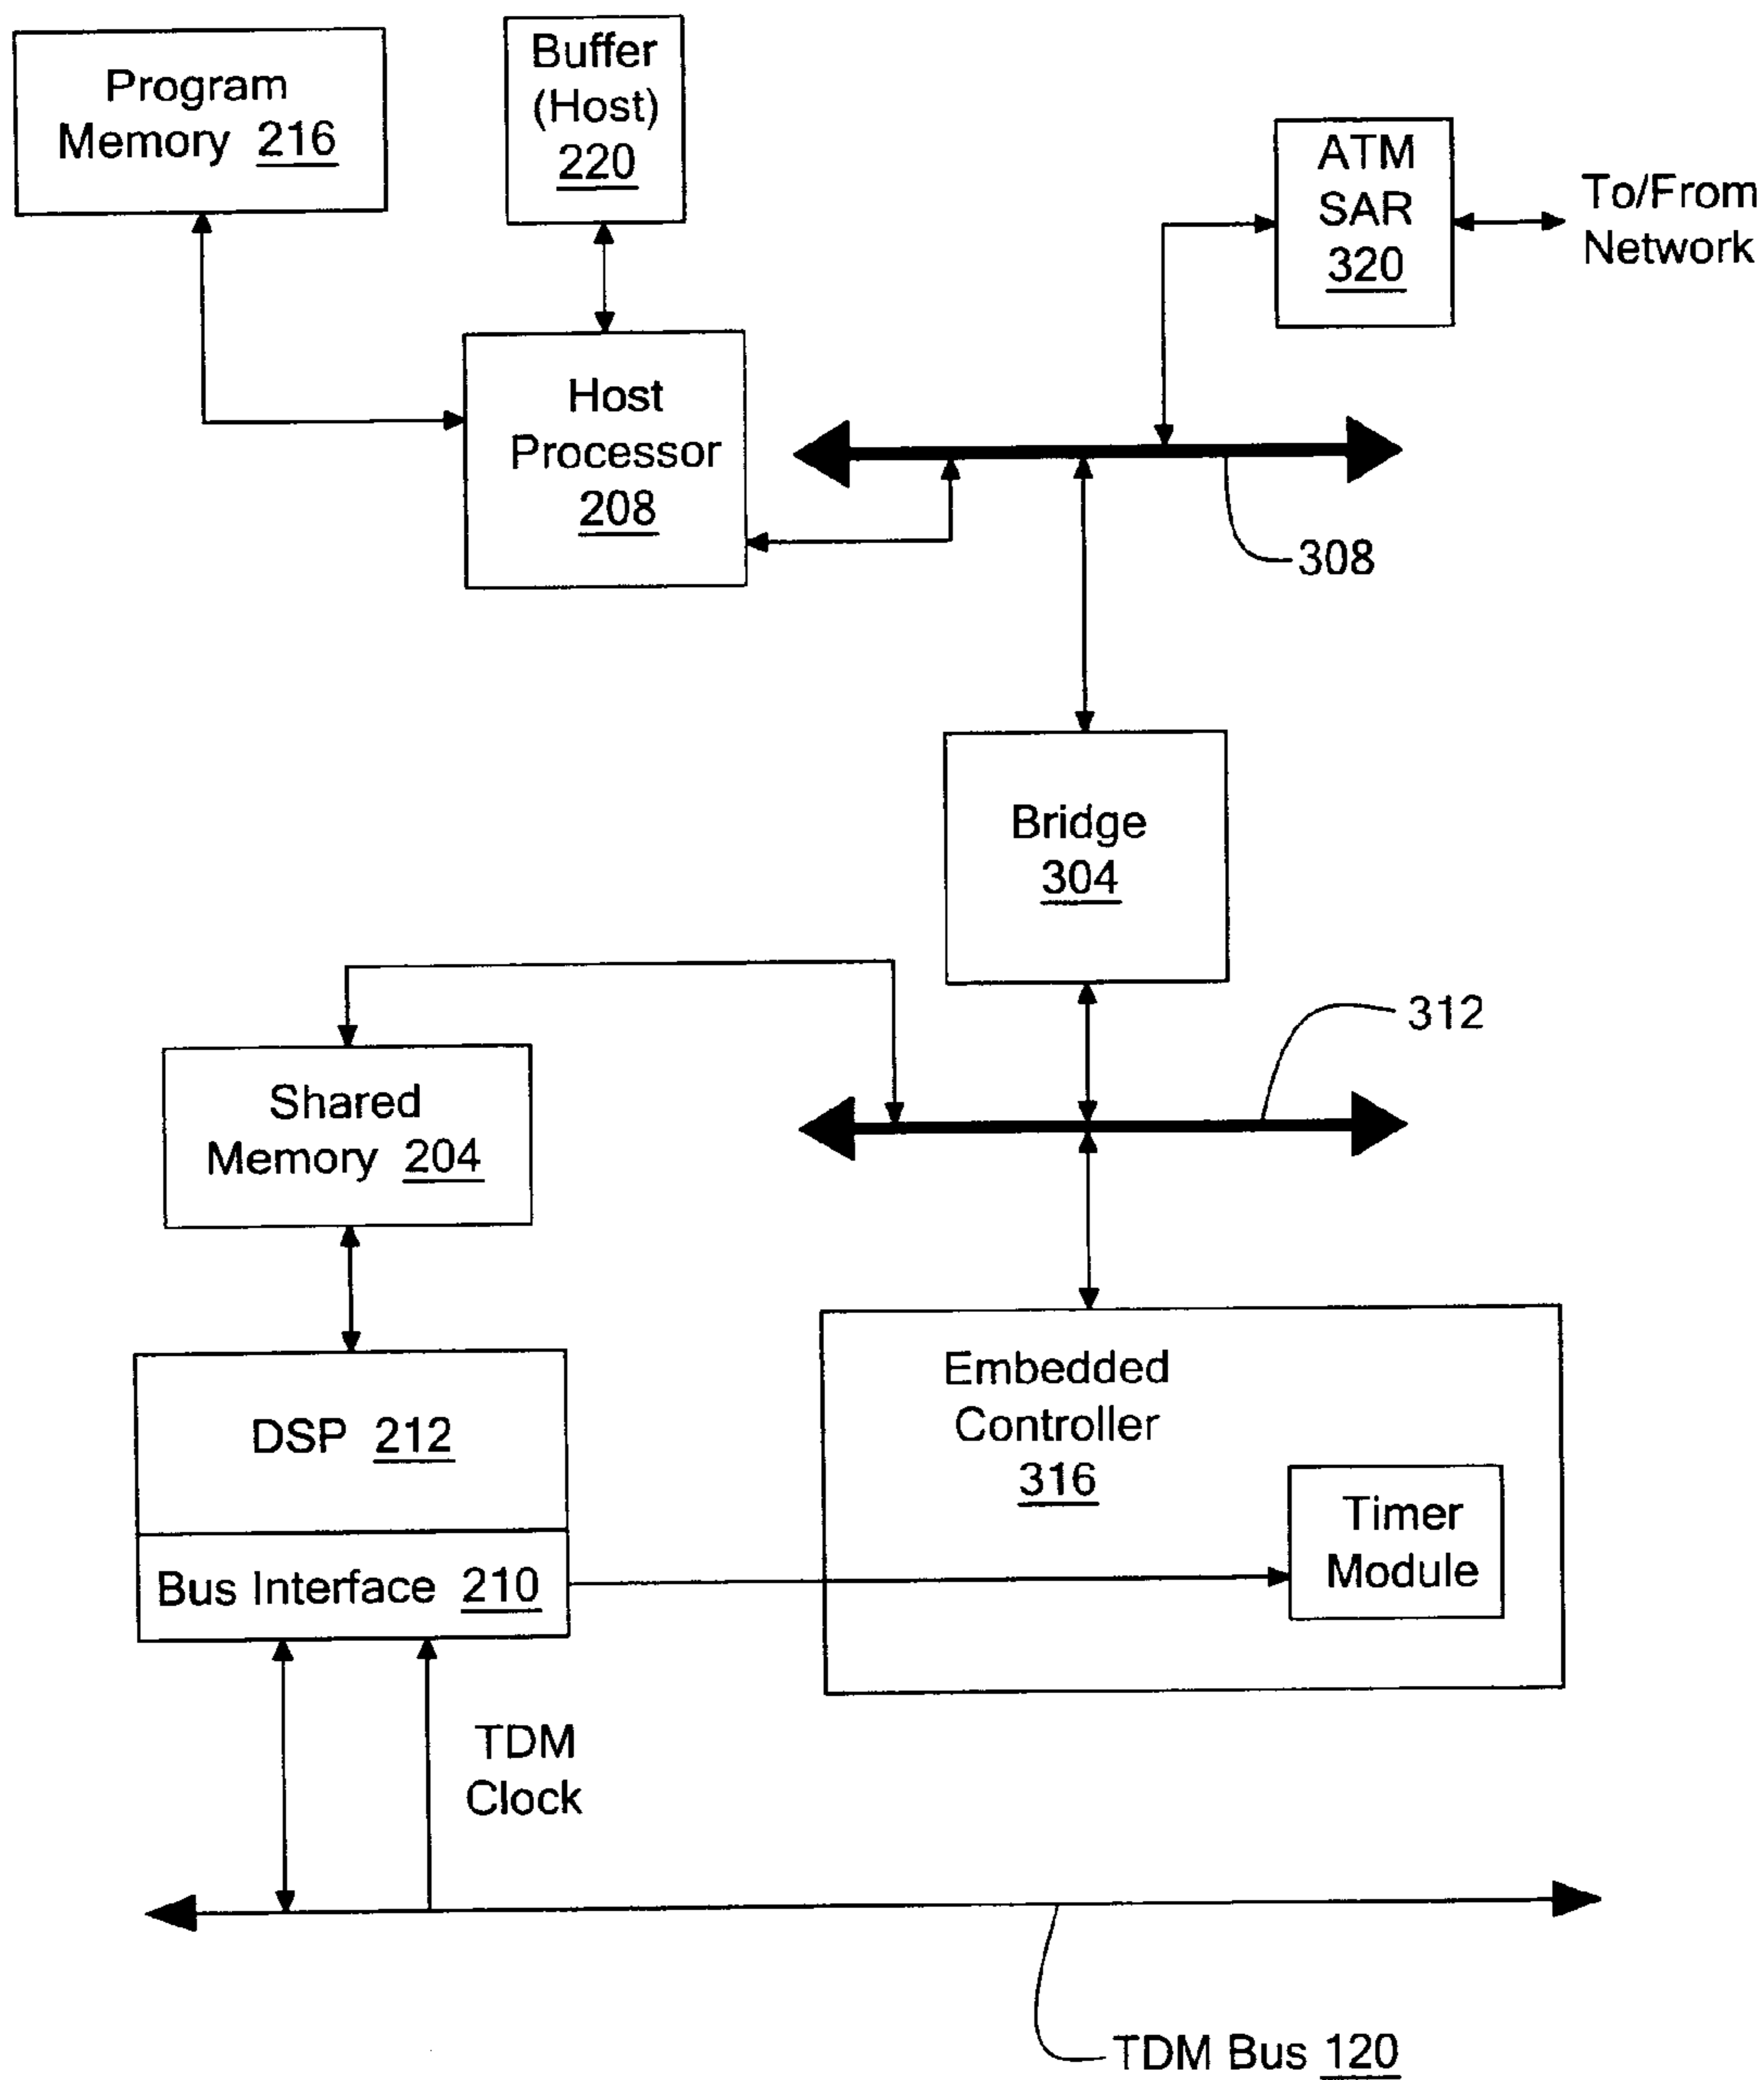 Program
Memory 216
Buffer
(Host)
220
ATM
SAR
320
To/From
Network
Host
Processor
208
308
Bridge
304
312
Shared
Memory 204
Embedded
Controller
316
DSP 212
Timer
Module
Bus Interface 210
TDM
Clock
TDM Bus 120